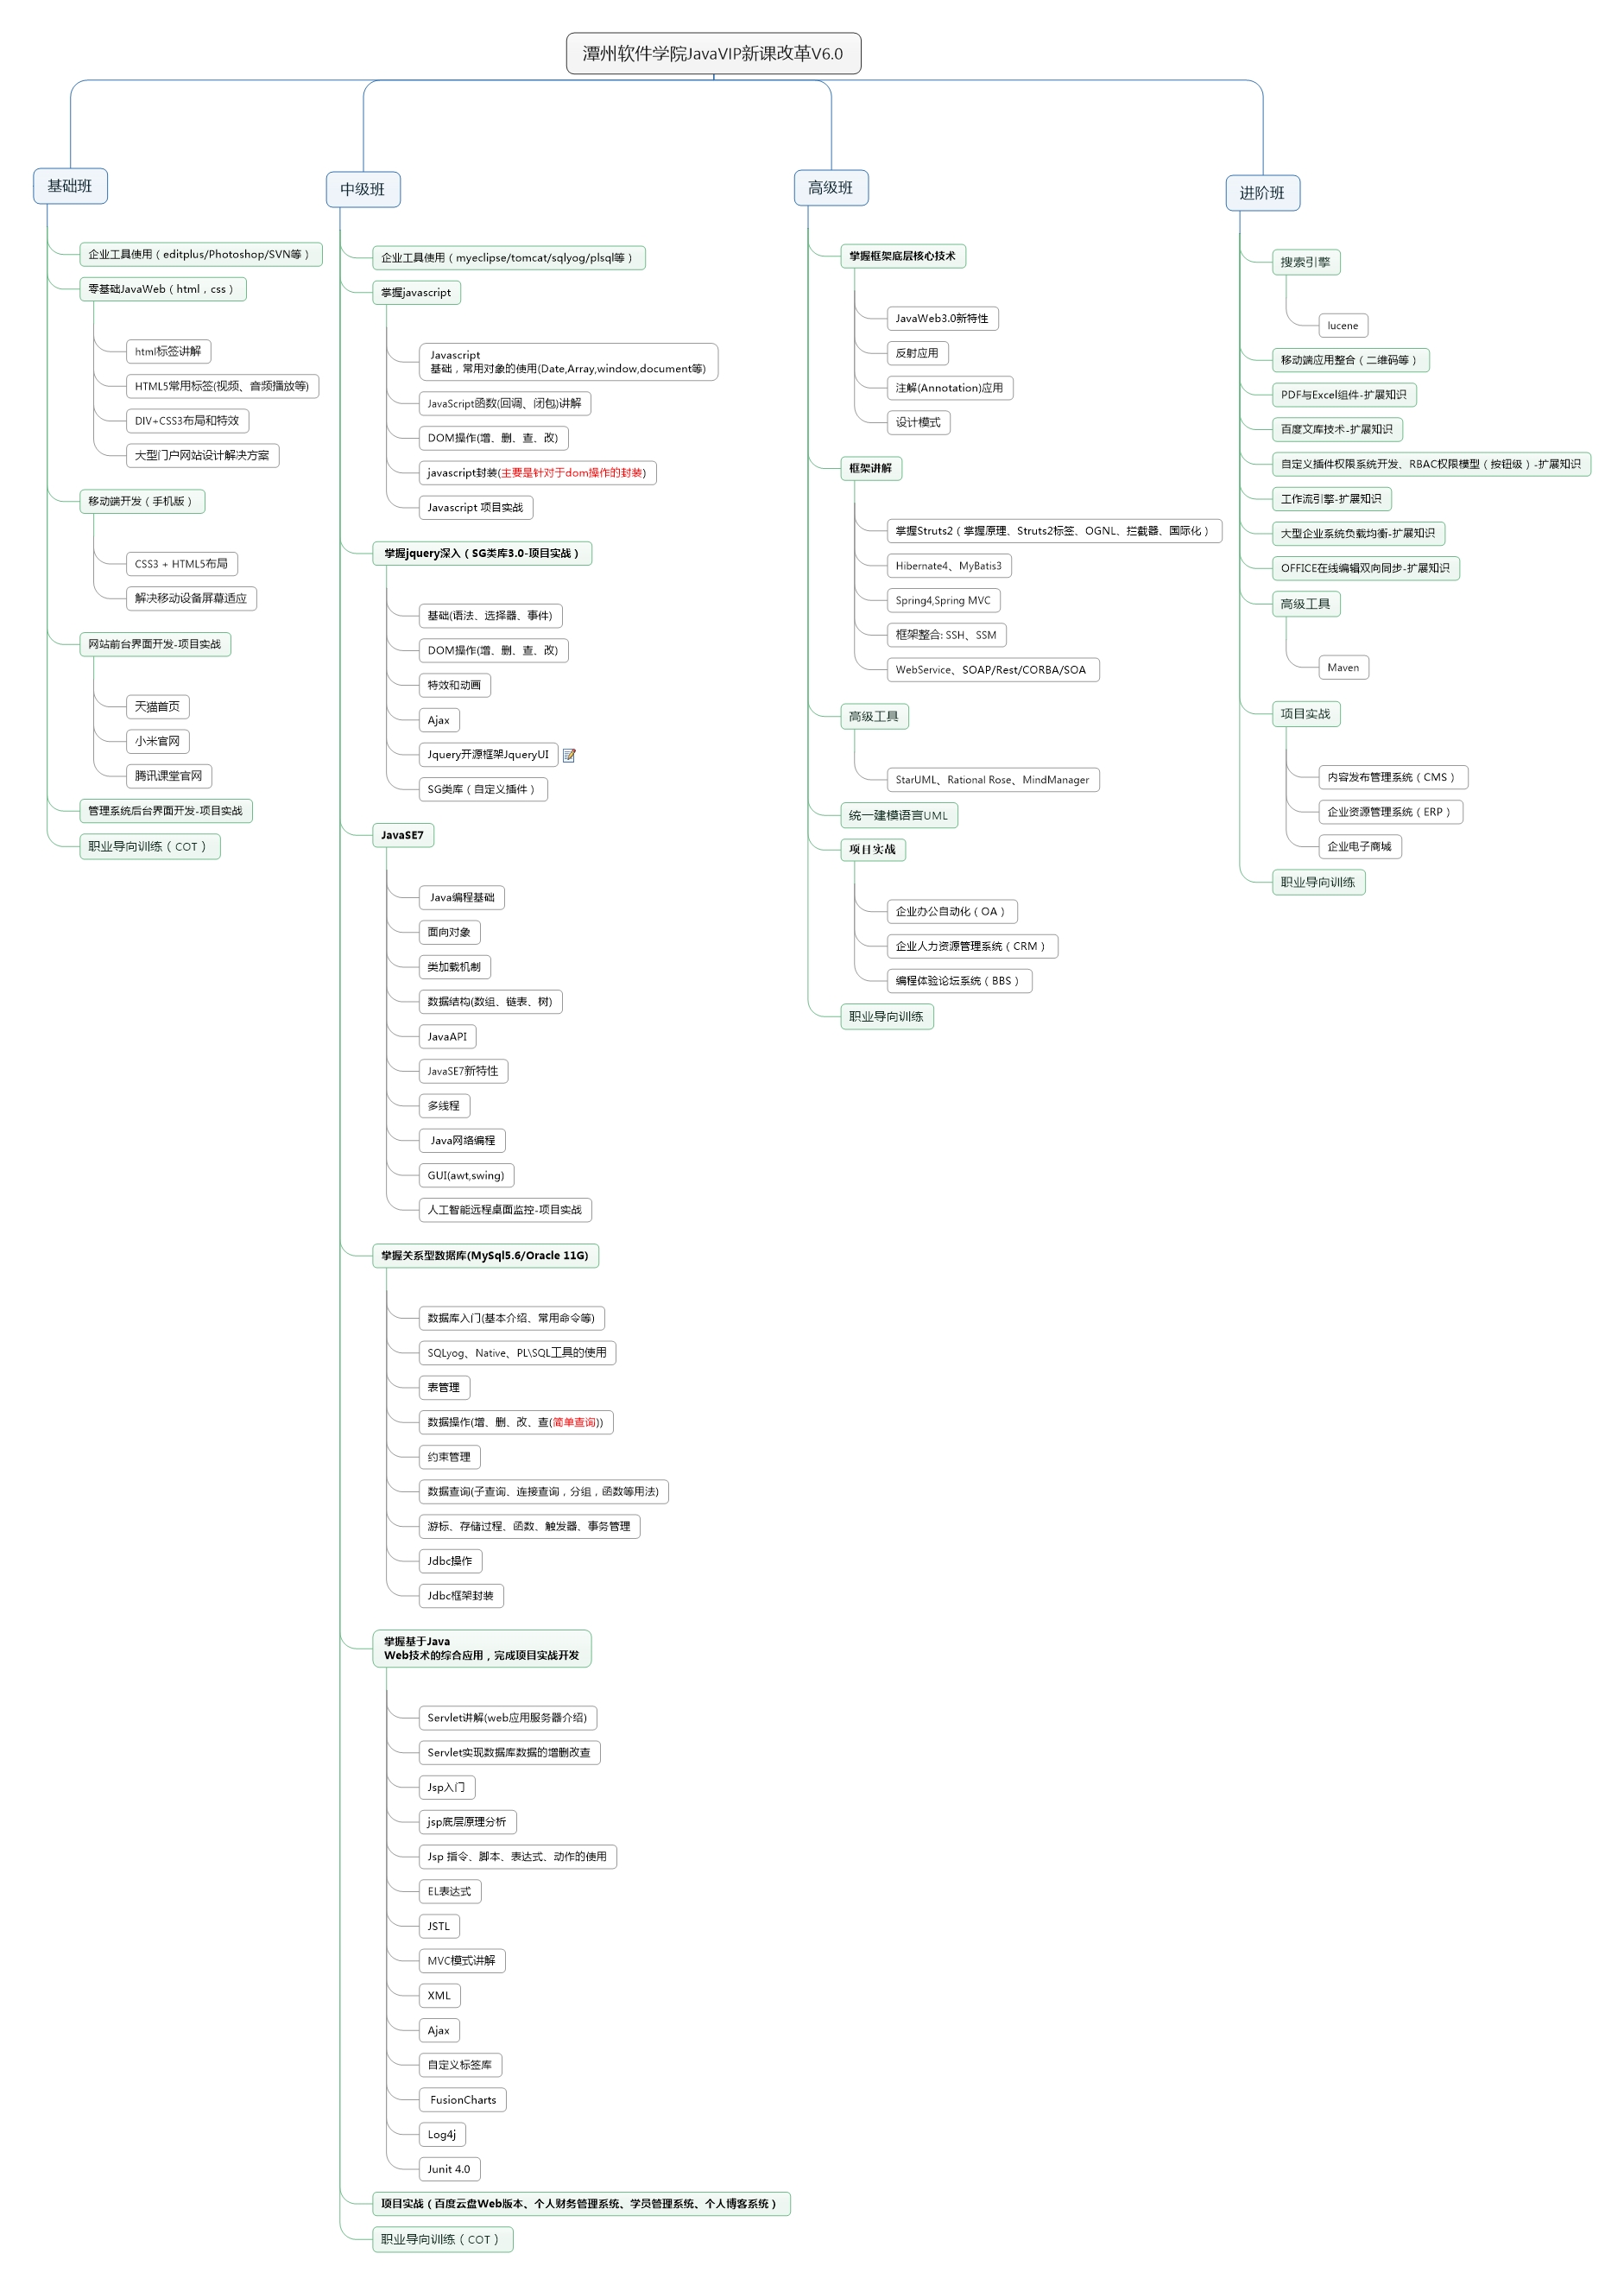 潭州软件学院JavaVIP新课改革V6.0
基础班
企业工具使用（editplus/Photoshop/SVN等）
零基础JavaWeb（html，css）
html标签讲解
HTML5常用标签(视频、音频播放等)
DIV+CSS3布局和特效
大型门户网站设计解决方案
移动端开发（手机版）
CSS3 + HTML5布局
解决移动设备屏幕适应
网站前台界面开发-项目实战
天猫首页
小米官网
腾讯课堂官网
管理系统后台界面开发-项目实战
职业导向训练（COT）
中级班
企业工具使用（myeclipse/tomcat/sqlyog/plsql等）
掌握javascript
Javascript
基础，常用对象的使用(Date,Array,window,document等)
JavaScript函数(回调、闭包)讲解
DOM操作(增、删、查、改)
javascript封装(主要是针对于dom操作的封装)
Javascript 项目实战
掌握jquery深入（SG类库3.0-项目实战）
基础(语法、选择器、事件)
DOM操作(增、删、查、改)
特效和动画
Ajax
Jquery开源框架JqueryUI
SG类库（自定义插件）
JavaSE7
Java编程基础
面向对象
类加载机制
数据结构(数组、链表、树)
JavaAPI
JavaSE7新特性
多线程
Java网络编程
GUI(awt,swing)
人工智能远程桌面监控-项目实战
掌握关系型数据库(MySql5.6/Oracle 11G)
数据库入门(基本介绍、常用命令等)
SQLyog、Native、PL\SQL工具的使用
表管理
数据操作(增、删、改、查(简单查询))
约束管理
数据查询(子查询、连接查询，分组，函数等用法)
游标、存储过程、函数、触发器、事务管理
Jdbc操作
Jdbc框架封装
掌握基于Java
Web技术的综合应用，完成项目实战开发
Servlet讲解(web应用服务器介绍)
Servlet实现数据库数据的增删改查
Jsp入门
jsp底层原理分析
Jsp 指令、脚本、表达式、动作的使用
EL表达式
JSTL
MVC模式讲解
XML
Ajax
自定义标签库
FusionCharts
Log4j
Junit 4.0
项目实战（百度云盘Web版本、个人财务管理系统、学员管理系统、个人博客系统）
职业导向训练（COT）
高级班
掌握框架底层核心技术
JavaWeb3.0新特性
反射应用
注解(Annotation)应用
设计模式
框架讲解
掌握Struts2（掌握原理、Struts2标签、OGNL、拦截器、国际化）
Hibernate4、MyBatis3
Spring4,Spring MVC
框架整合: SSH、SSM
WebService、SOAP/Rest/CORBA/SOA
高级工具
StarUML、Rational Rose、MindManager
统一建模语言UML
项目实战
企业办公自动化（OA）
企业人力资源管理系统（CRM）
编程体验论坛系统（BBS）
职业导向训练
进阶班
搜索引擎
lucene
移动端应用整合（二维码等）
PDF与Excel组件-扩展知识
百度文库技术-扩展知识
自定义插件权限系统开发、RBAC权限模型（按钮级）-扩展知识
工作流引擎-扩展知识
大型企业系统负载均衡-扩展知识
OFFICE在线编辑双向同步-扩展知识
高级工具
Maven
项目实战
内容发布管理系统（CMS）
企业资源管理系统（ERP）
企业电子商城
职业导向训练